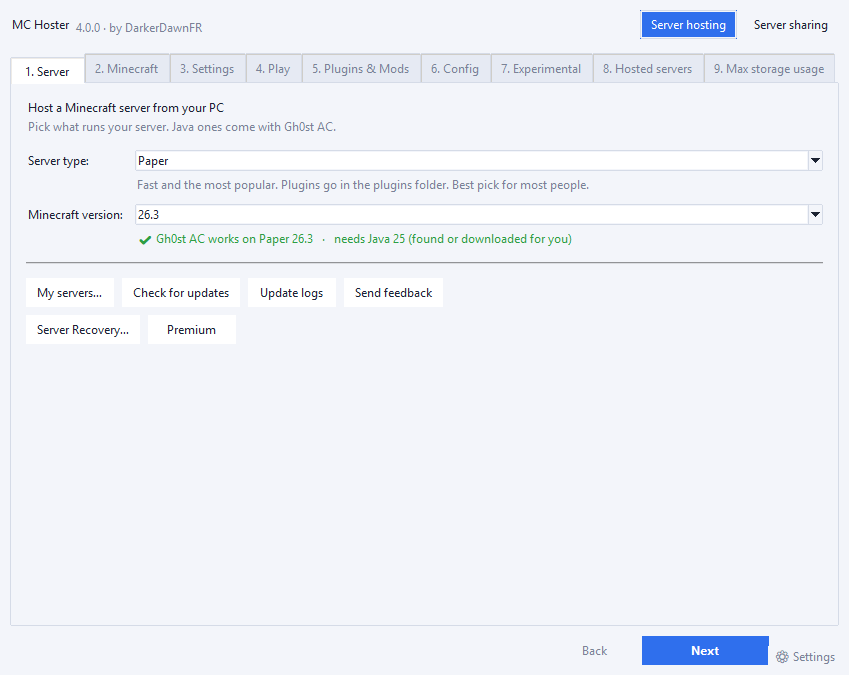 MC Hoster 4.0.0 · by DarkerDawnFR
Server hosting Server sharing
1. Server 2. Minecraft 3. Settings 4. Play 5. Plugins & Mods 6. Config 7. Experimental 8. Hosted servers 9. Max storage usage
Host a Minecraft server from your PC
Pick what runs your server. Java ones come with Gh0st AC.
Server type: Paper
Fast and the most popular. Plugins go in the plugins folder. Best pick for most people.
Minecraft version: 26.3
Gh0st AC works on Paper 26.3 · needs Java 25 (found or downloaded for you)
My servers... Check for updates Update logs Send feedback
Server Recovery... Premium
Back Next Settings